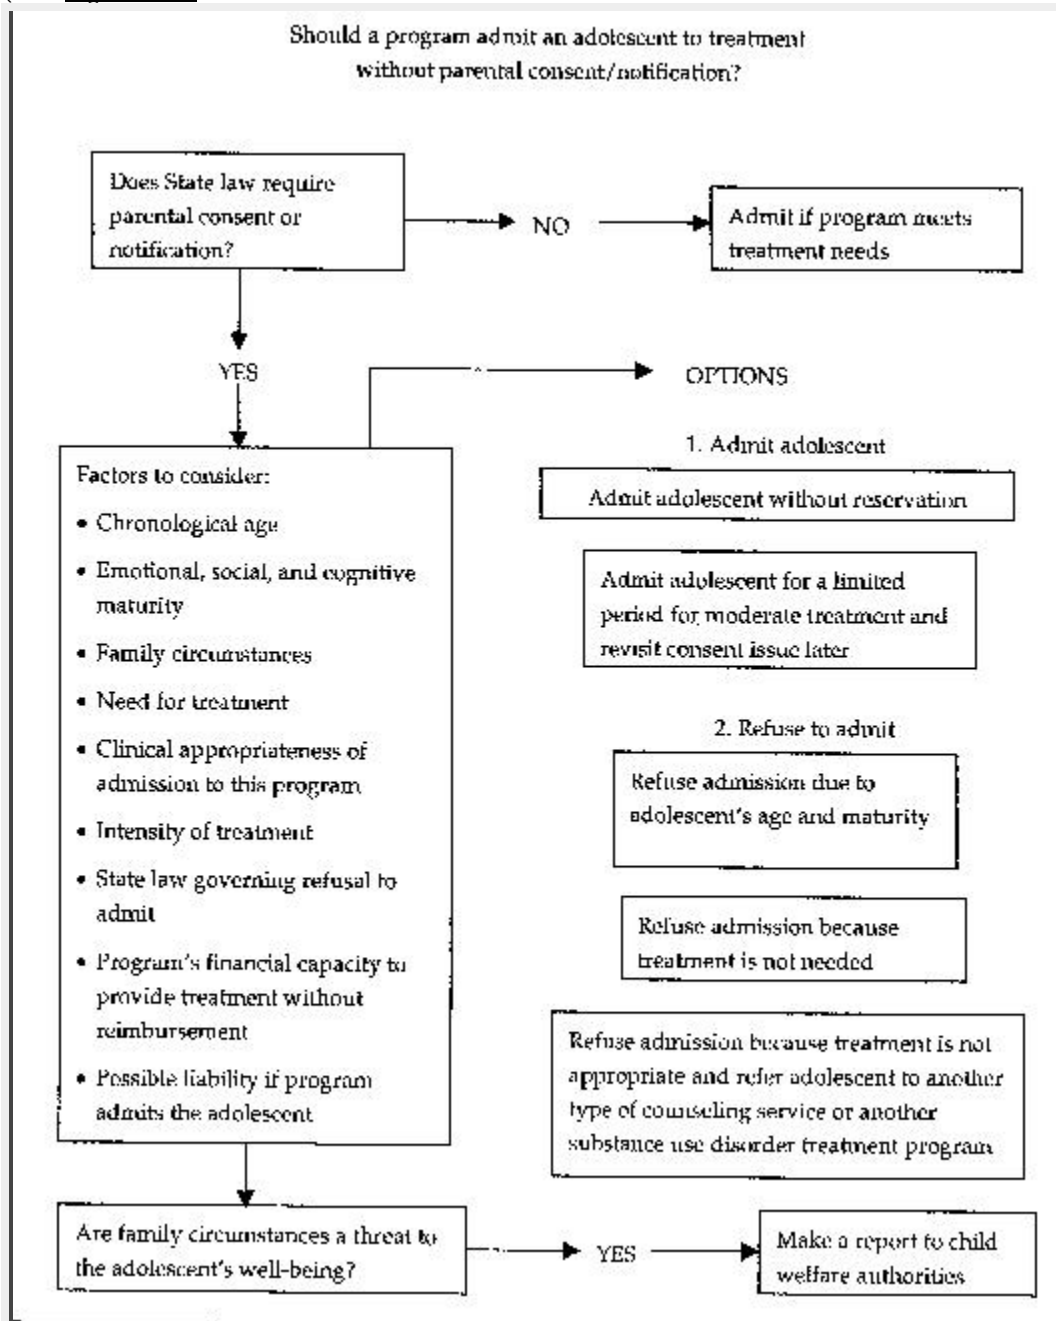 Should a program admit an adolescent to treatment
without parental consent/notification?
Does State law require
parental consent or
notification?
NO
Admit if program meets
treatment needs
YES
OPTIONS
Factors to consider:
• Chronological age
• Emotional, social, and cognitive
maturity
• Family circumstances
• Need for treatment
• Clinical appropriateness of
admission to this program
• Intensity of treatment
• State law governing refusal to
admit
• Program's financial capacity to
provide treatment without
reimbursement
• Possible liability if program
admits the adolescent
1. Admit adolescent
Admit adolescent without reservation
Admit adolescent for a limited
period for moderate treatment and
revisit consent issue later
2. Refuse to admit
Refuse admission due to
adolescent's age and maturity
Refuse admission because
treatment is not needed
Refuse admission because treatment is not
appropriate and refer adolescent to another
type of counseling service or another
substance use disorder treatment program
Are family circumstances a threat to
the adolescent's well-being?
YES
Make a report to child
welfare authorities